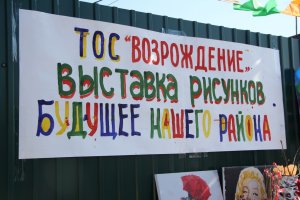 ТОС "ВОЗРОЖДЕНИЕ"
ВЫСТАВКА РИСУНКОВ
БУДУЩЕЕ НАШЕГО РАЙОНА